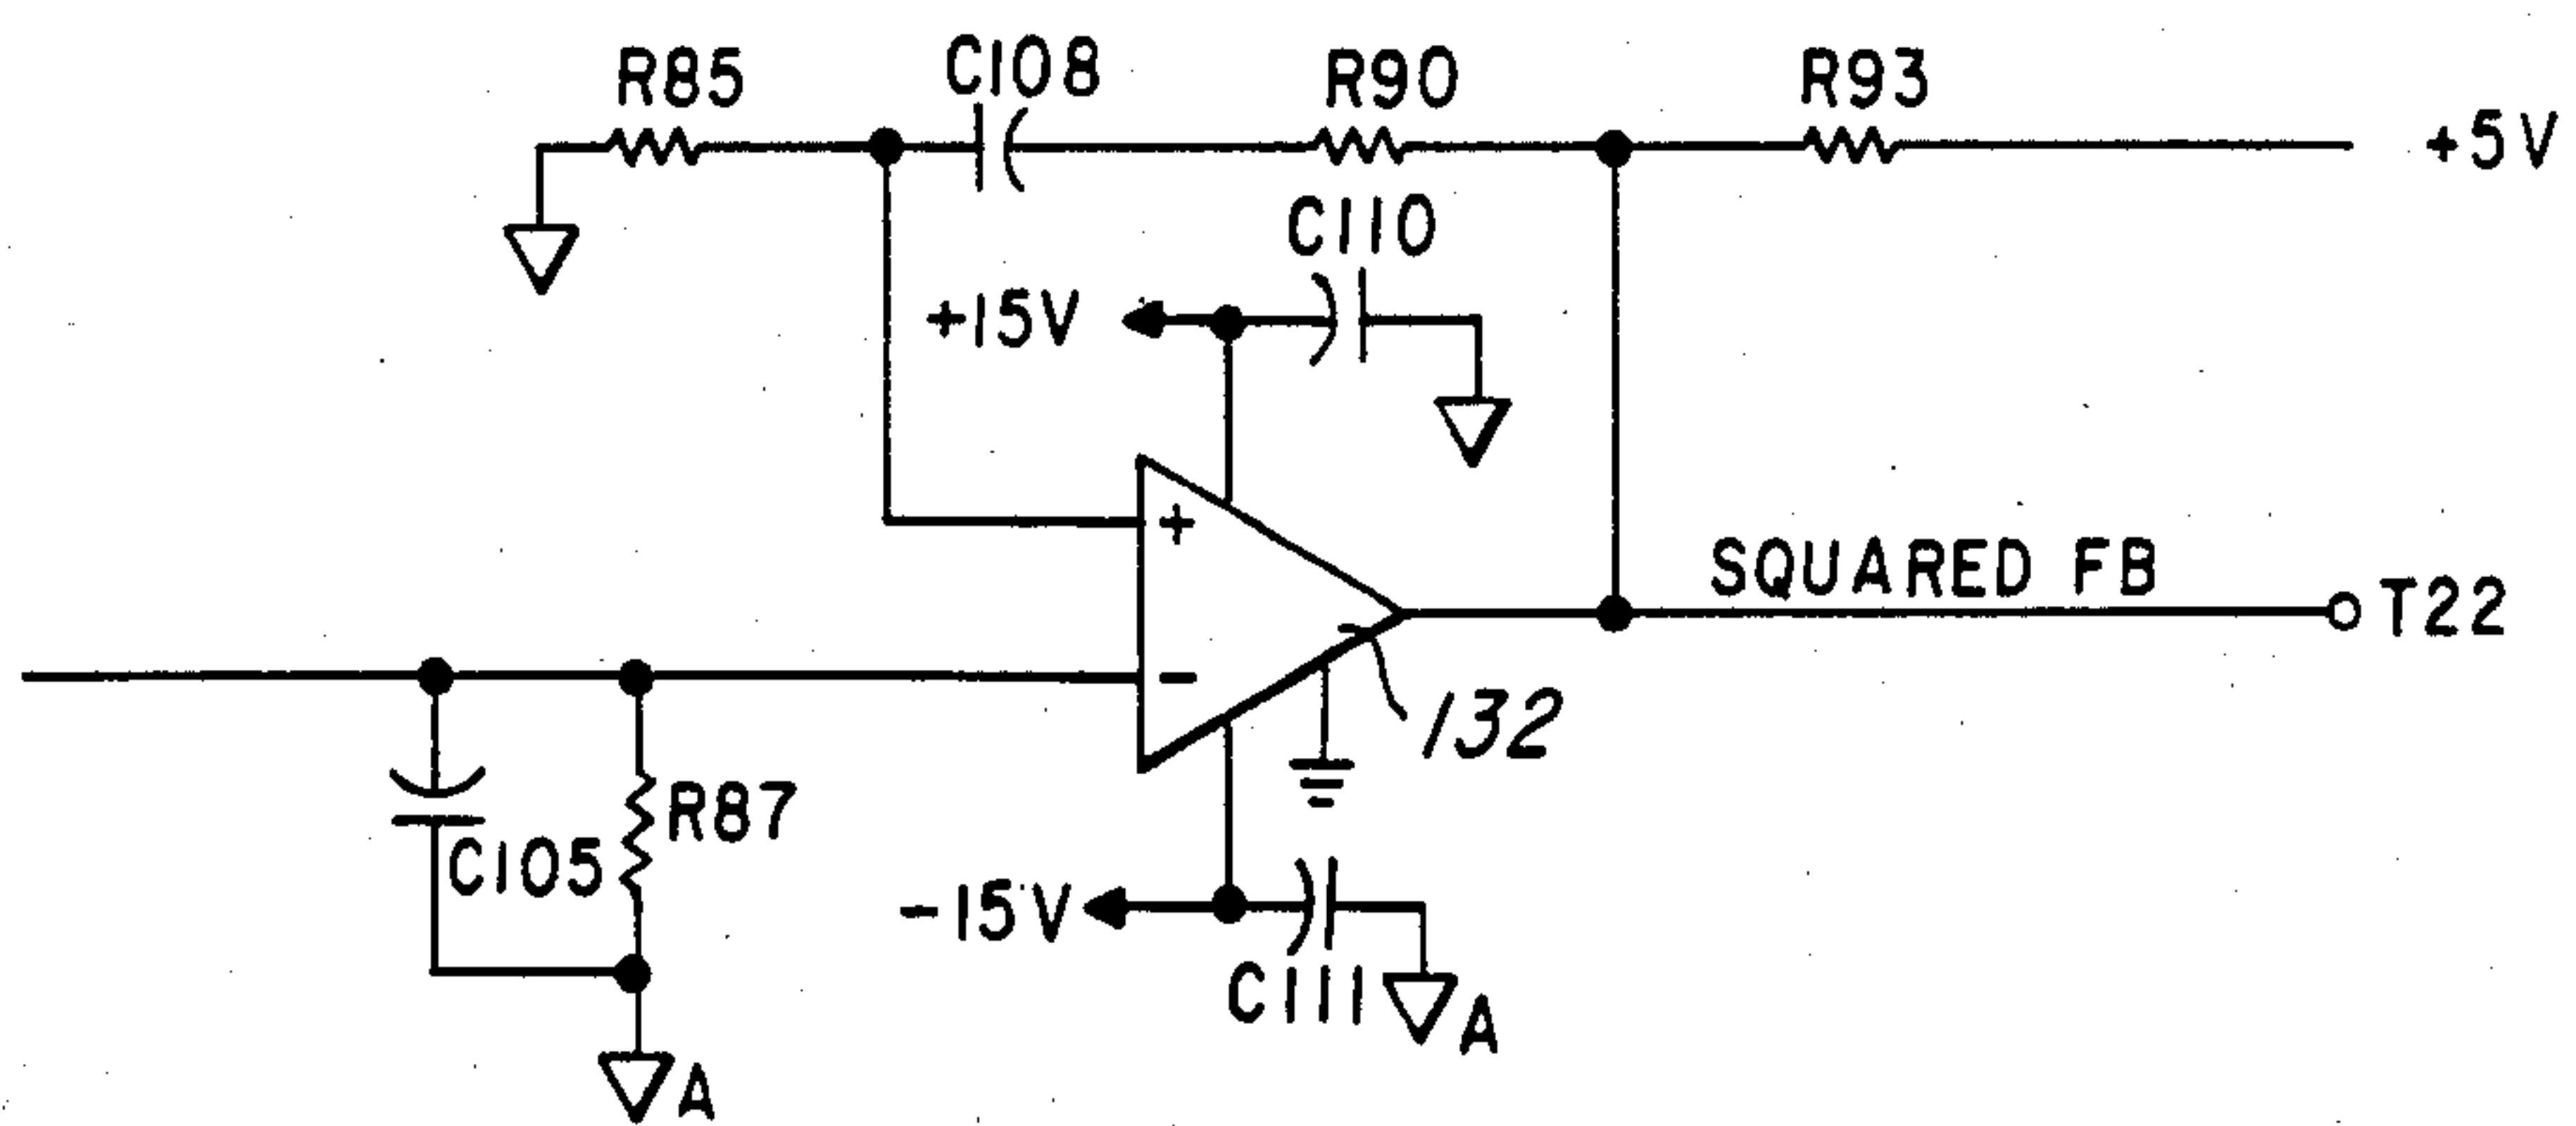 R85
C108
R90
R93
+5V
C110
+15V
+
SQUARED FB
T22
-
132
R87
C105
-15V
C111
A
A